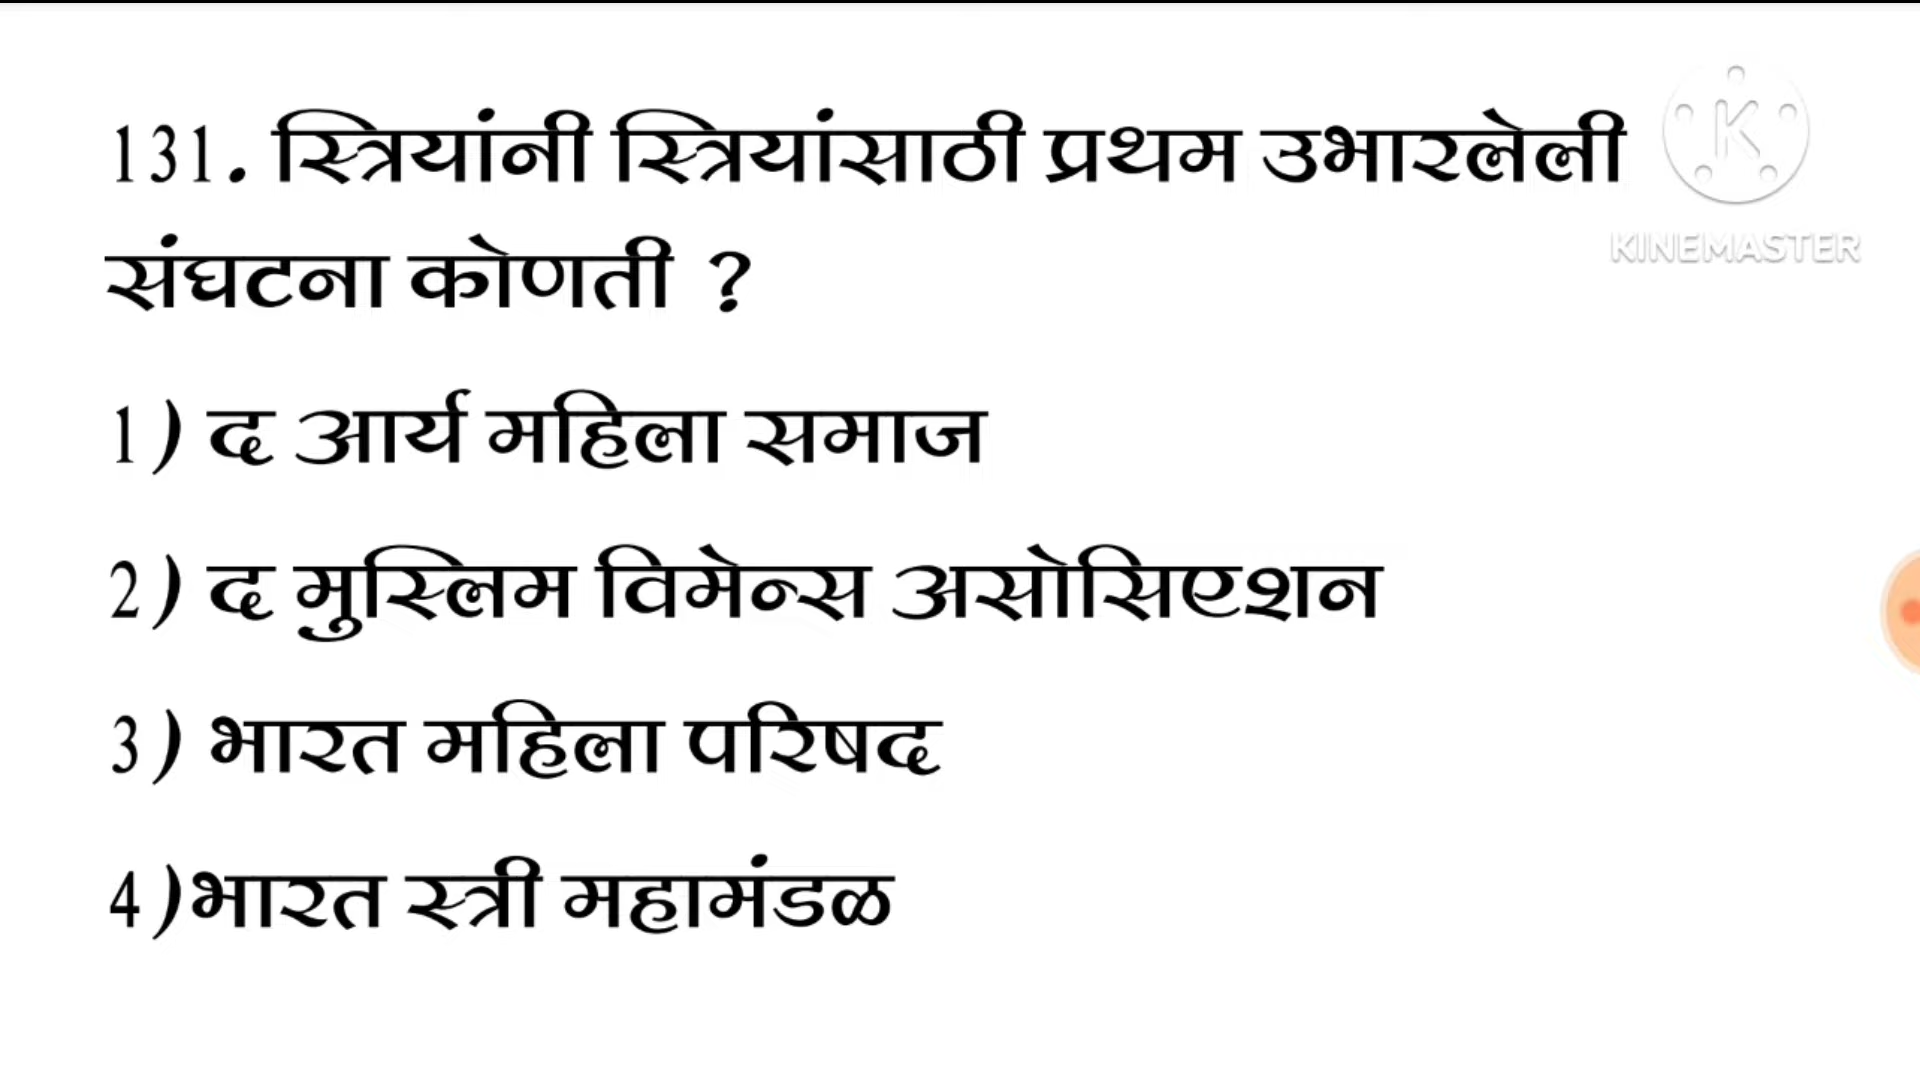 131. स्त्रियांनी स्त्रियांसाठी प्रथम उभारलेली
संघटना कोणती ?
1) द आर्य महिला समाज
2) द मुस्लिम विमेन्स असोसिएशन
3) भारत महिला परिषद
4)भारत स्त्री महामंडळ
K
KINEMASTER